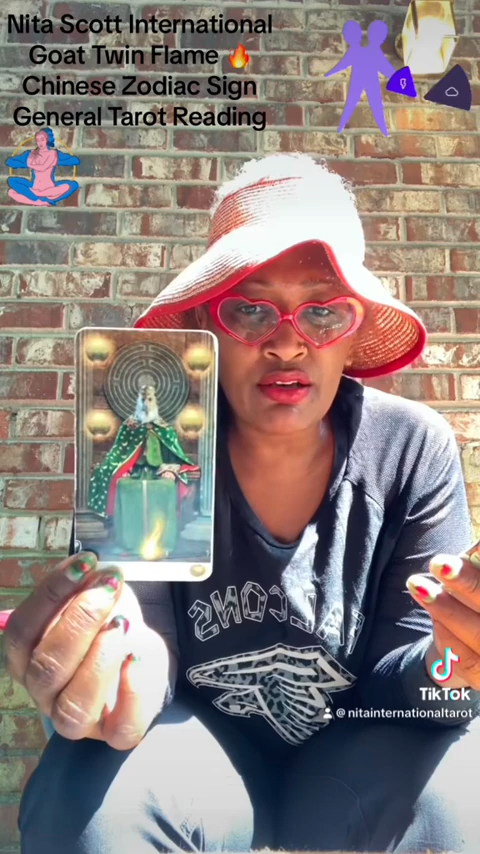 Nita Scott International
Goat Twin Flame 🔥
Chinese Zodiac Sign
General Tarot Reading
FALCONS
TikTok
@nitainternationaltarot